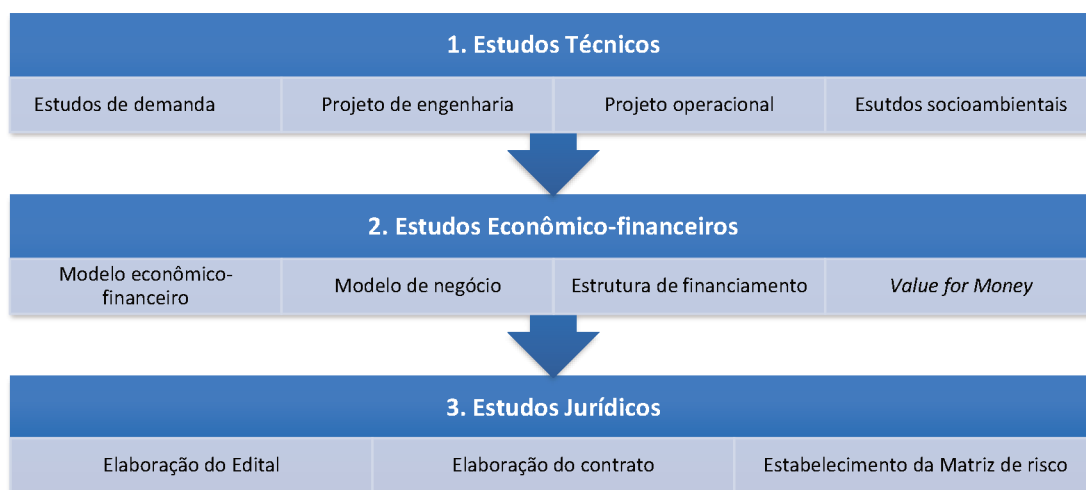 1. Estudos Técnicos
Estudos de demanda
Projeto de engenharia
Projeto operacional
Esutdos socioambientais
2. Estudos Econômico-financeiros
Modelo econômico-
financeiro
Modelo de negócio
Estrutura de financiamento
Value for Money
3. Estudos Jurídicos
Elaboração do Edital
Elaboração do contrato
Estabelecimento da Matriz de risco